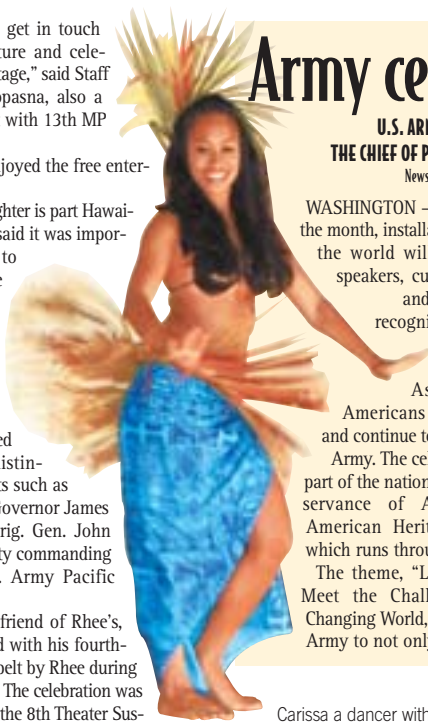 get in touch
ture and cele-
tage,” said Staff
opasna, also a
with 13th MP
njoyed the free enter-
ghter is part Hawai-
said it was impor-
to
ed
istin-
ts such as
Governor James
rig. Gen. John
ty commanding
. Army Pacific
friend of Rhee’s,
d with his fourth-
belt by Rhee during
The celebration was
the 8th Theater Sus-
Army ce
U.S. AR
THE CHIEF OF P
News
WASHINGTON –
the month, install
the world wil
speakers, cu
and
recogni
As
Americans
and continue t
Army. The ce
part of the nation
servance of A
American Herit
which runs throu
The theme, “L
Meet the Chall
Changing World,
Army to not only
Carissa a dancer with